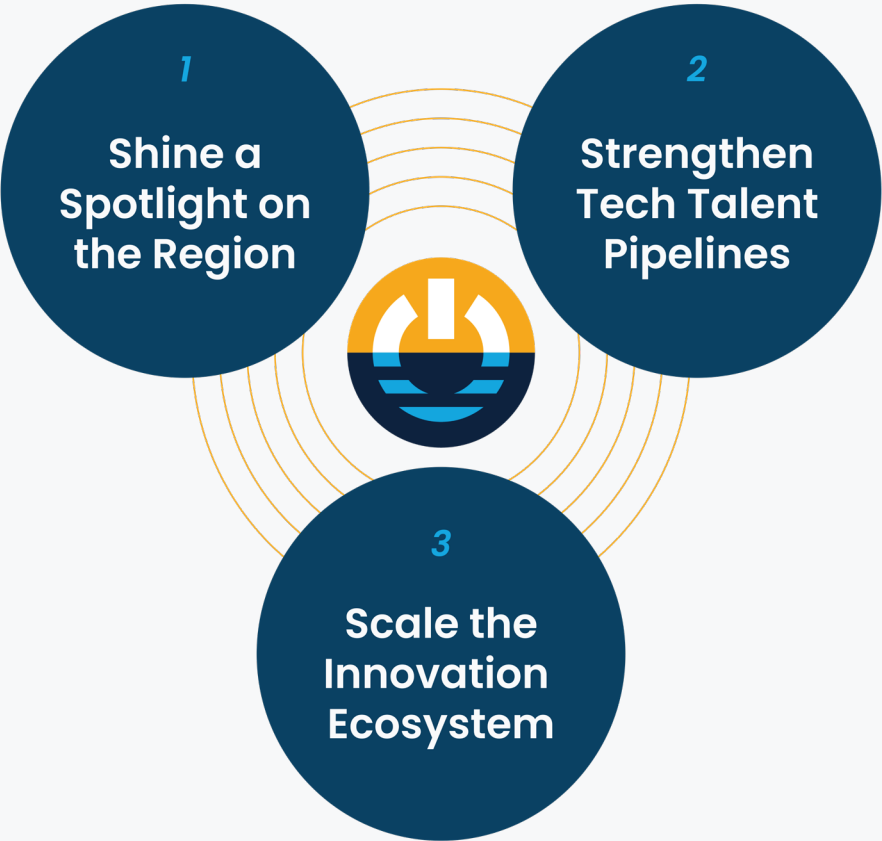 1
Shine a
Spotlight on
the Region
2
Strengthen
Tech Talent
Pipelines
3
Scale the
Innovation
Ecosystem